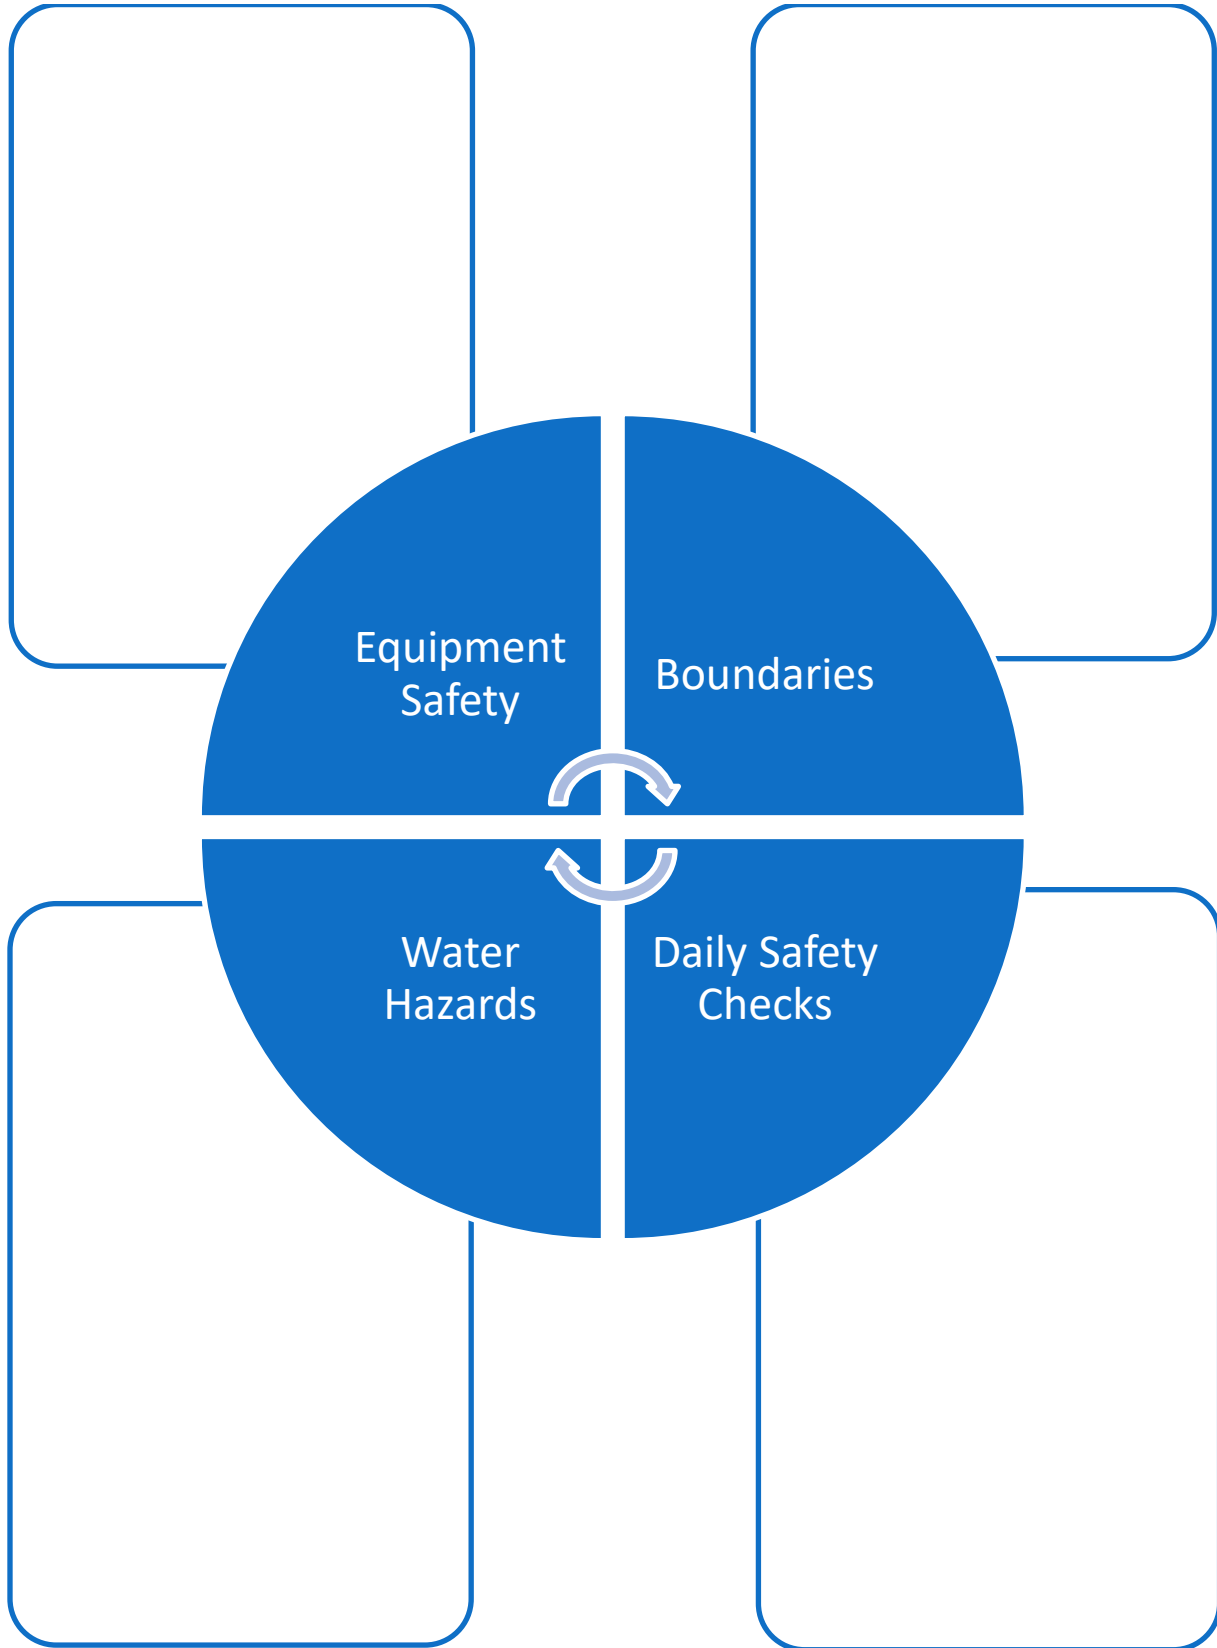 Equipment
Safety
Boundaries
Water
Hazards
Daily Safety
Checks